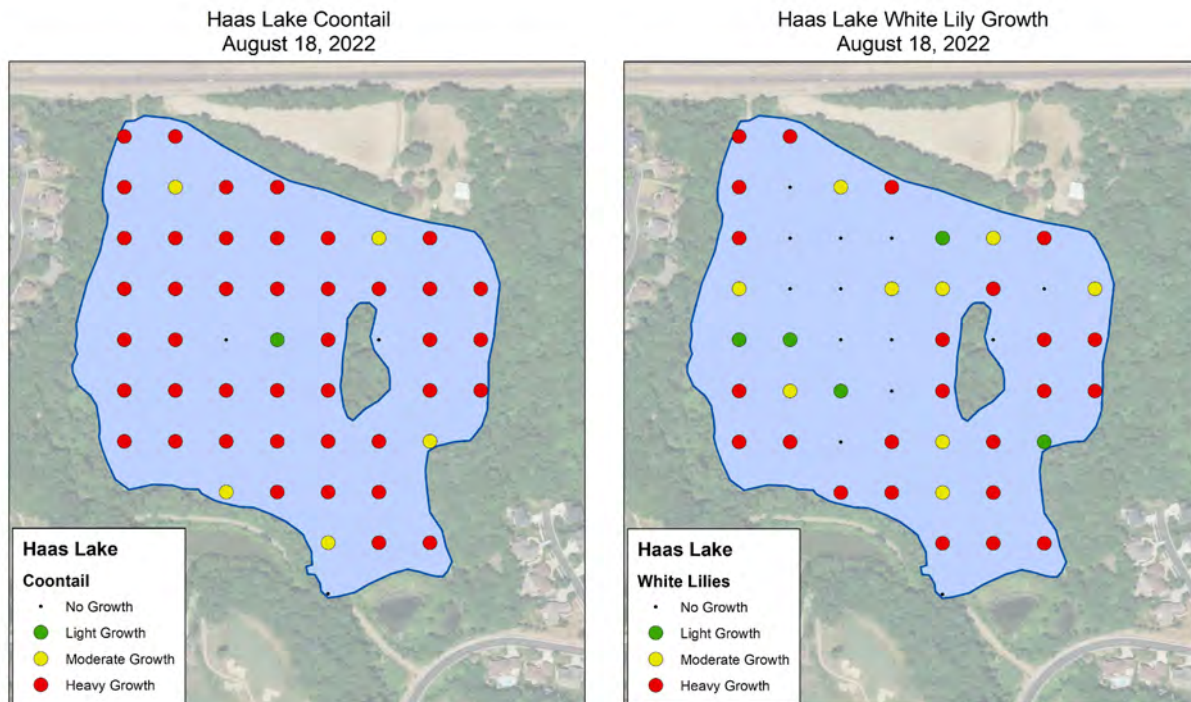 Haas Lake Coontail
August 18, 2022
Haas Lake
Coontail
No Growth
Light Growth
Moderate Growth
Heavy Growth
Haas Lake White Lily Growth
August 18, 2022
Haas Lake
White Lilies
No Growth
Light Growth
Moderate Growth
Heavy Growth